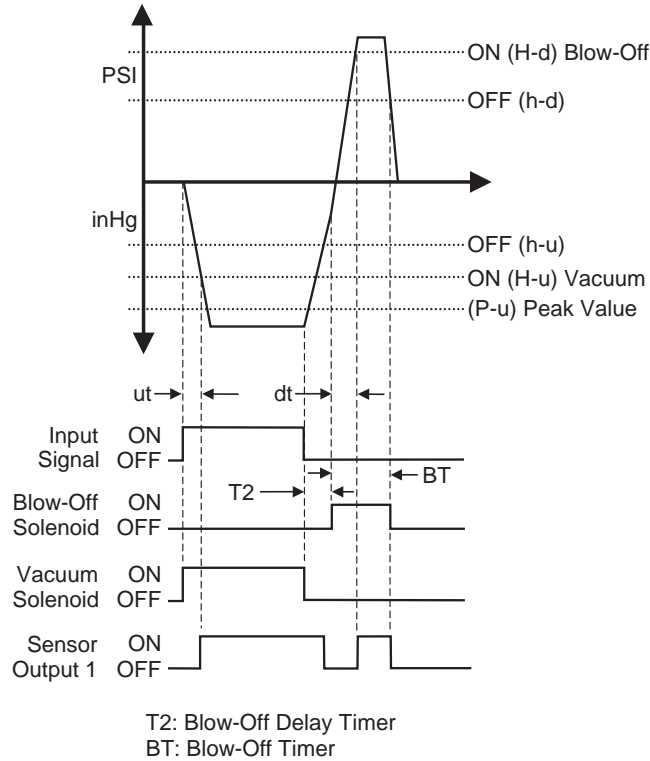 ON (H-d) Blow-Off
PSI
OFF (h-d)
inHg
OFF (h-u)
ON (H-u) Vacuum
(P-u) Peak Value
ut
dt
Input ON
Signal OFF
BT
T2
Blow-Off ON
Solenoid OFF
Vacuum ON
Solenoid OFF
Sensor ON
Output 1 OFF
T2: Blow-Off Delay Timer
BT: Blow-Off Timer